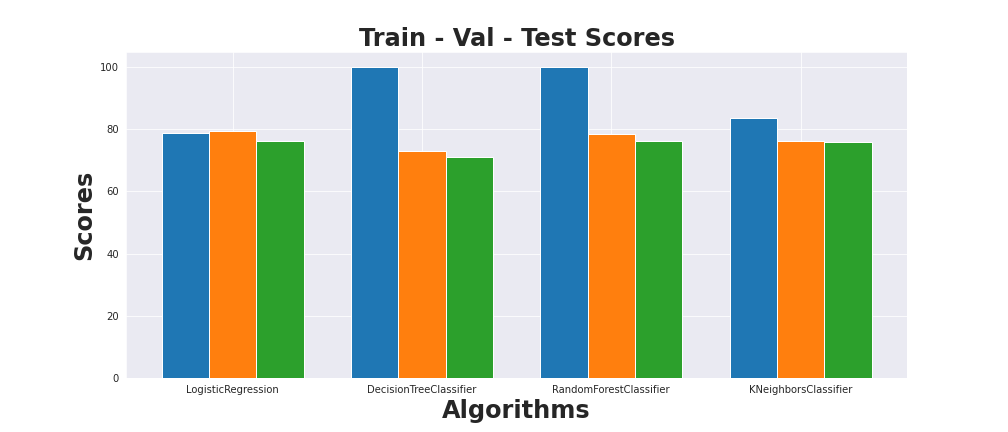 Train - Val - Test Scores
100
80
60
40
20
0
Scores
LogisticRegression DecisionTreeClassifier RandomForestClassifier KNeighborsClassifier
Algorithms